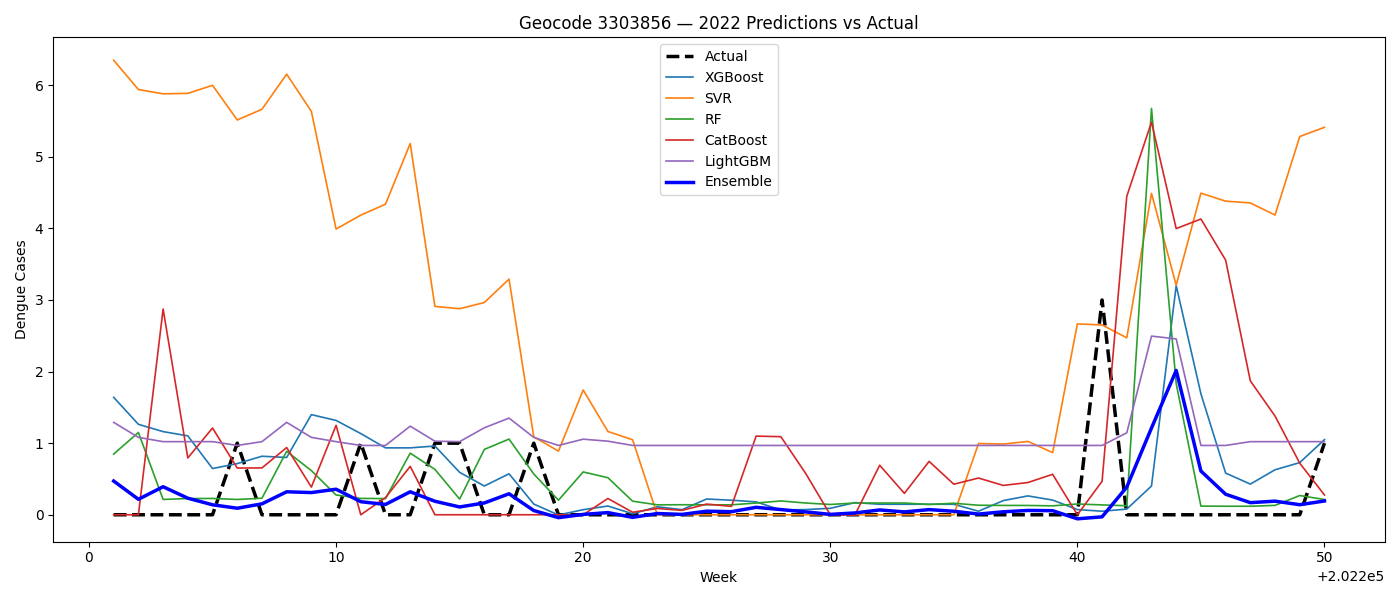 Geocode 3303856 — 2022 Predictions vs Actual
Actual
XGBoost
SVR
RF
CatBoost
LightGBM
Ensemble
Dengue Cases
6
5
4
3
2
1
0
0 10 20 30 40 50
Week
+2.022e5